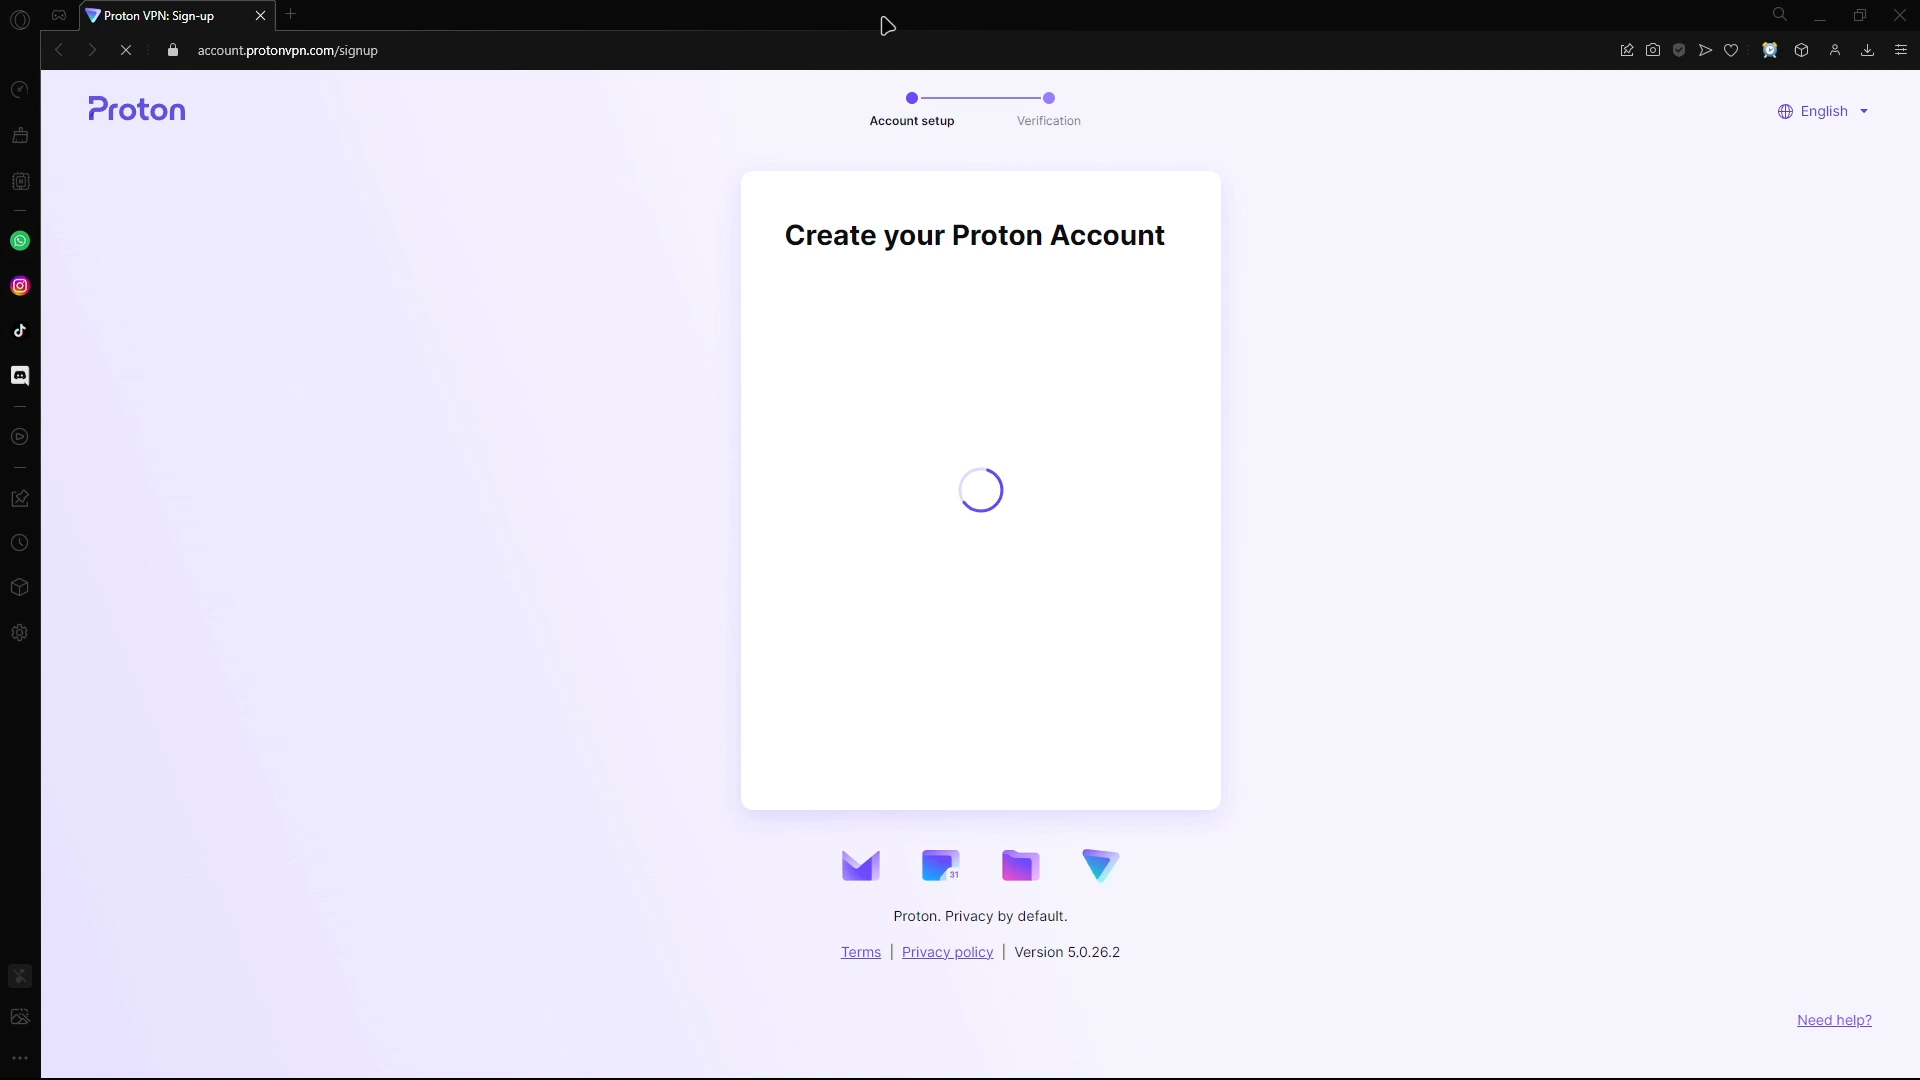 Proton VPN: Sign-up
account.protonvpn.com/signup
Proton
Account setup
Verification
English
Create your Proton Account
31
Proton. Privacy by default.
Terms | Privacy policy | Version 5.0.26.2
Need help?